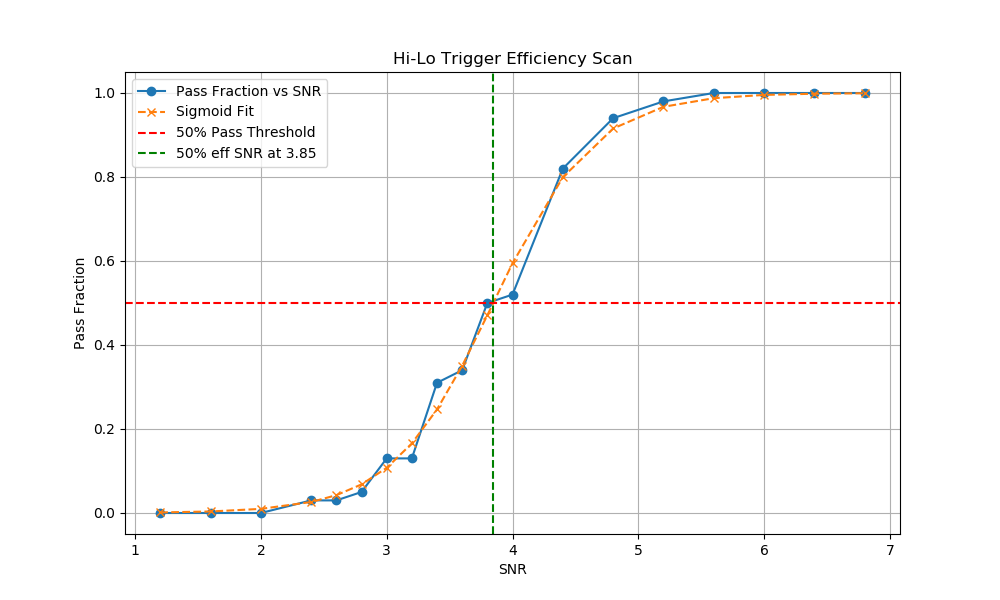 Hi-Lo Trigger Efficiency Scan
Pass Fraction vs SNR
Sigmoid Fit
50% Pass Threshold
50% eff SNR at 3.85
Pass Fraction
1.0
0.8
0.6
0.4
0.2
0.0
1 2 3 4 5 6 7
SNR